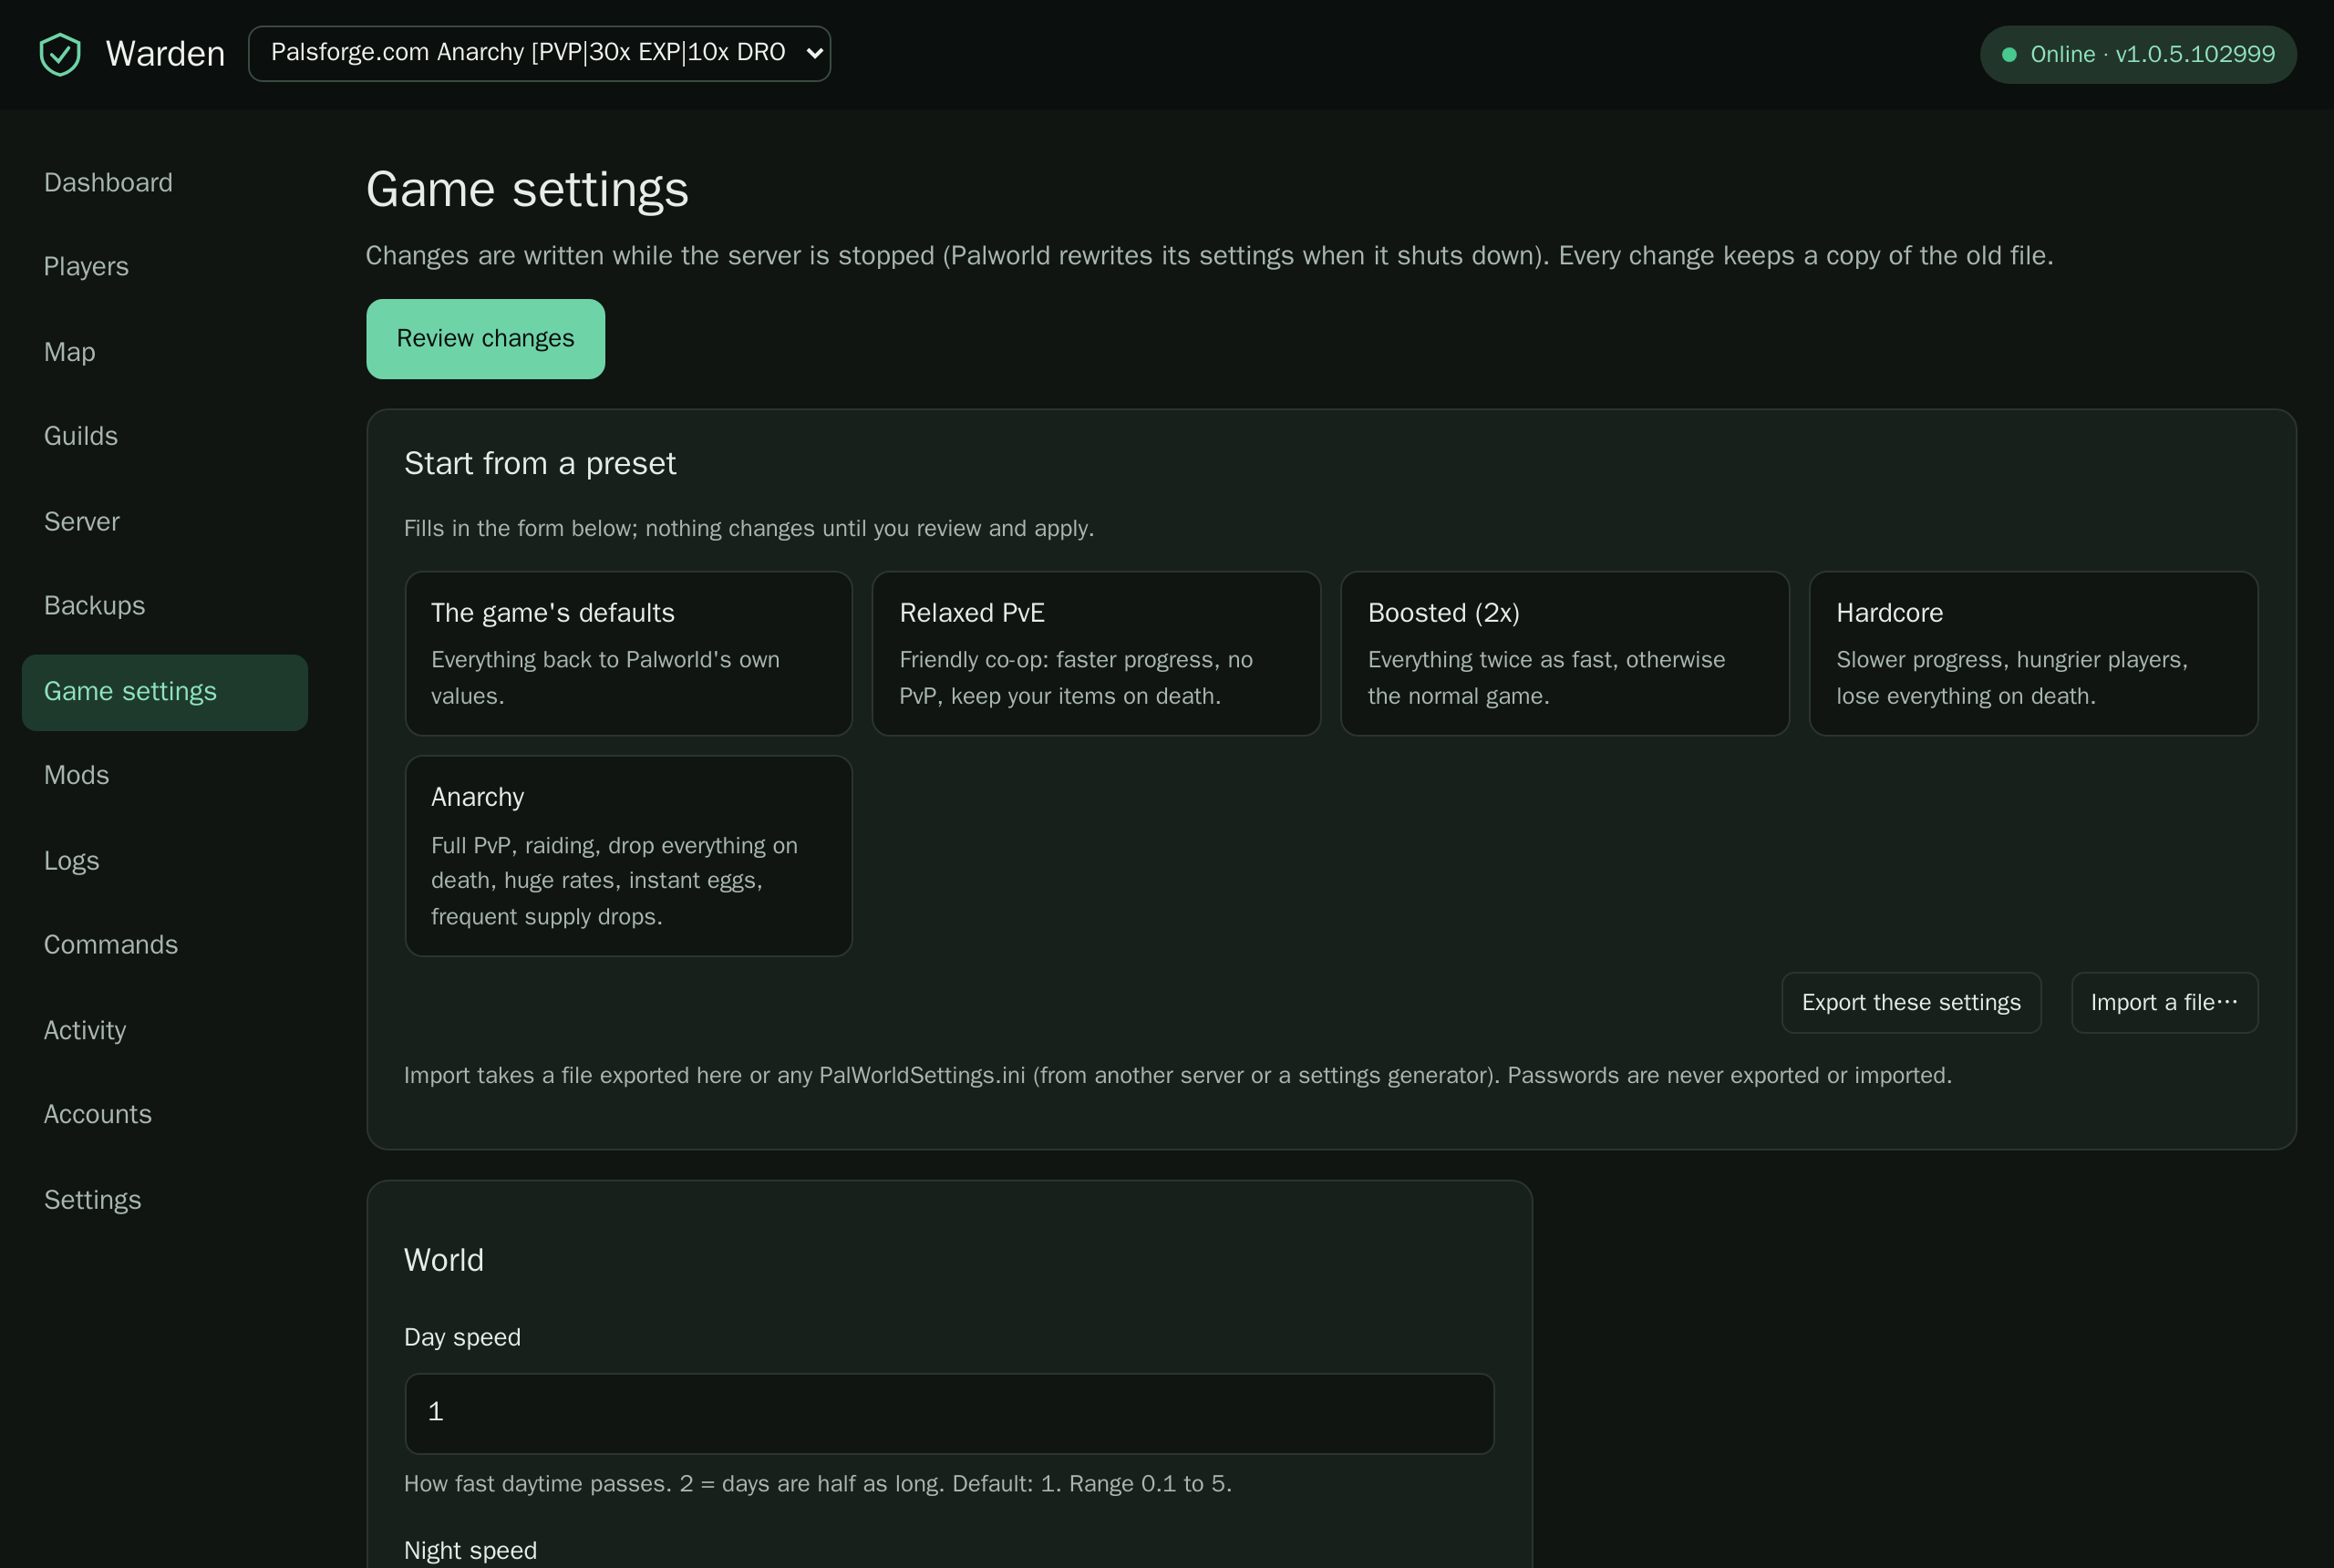 Warden
Palsforge.com Anarchy [PVP|30x EXP|10x DRO
Online · v1.0.5.102999
Dashboard
Players
Map
Guilds
Server
Backups
Game settings
Mods
Logs
Commands
Activity
Accounts
Settings
Game settings
Changes are written while the server is stopped (Palworld rewrites its settings when it shuts down). Every change keeps a copy of the old file.
Review changes
Start from a preset
Fills in the form below; nothing changes until you review and apply.
The game's defaults
Everything back to Palworld's own
values.
Relaxed PvE
Friendly co-op: faster progress, no
PvP, keep your items on death.
Boosted (2x)
Everything twice as fast, otherwise
the normal game.
Hardcore
Slower progress, hungrier players,
lose everything on death.
Anarchy
Full PvP, raiding, drop everything on
death, huge rates, instant eggs,
frequent supply drops.
Export these settings
Import a file…
Import takes a file exported here or any PalWorldSettings.ini (from another server or a settings generator). Passwords are never exported or imported.
World
Day speed
1
How fast daytime passes. 2 = days are half as long. Default: 1. Range 0.1 to 5.
Night speed